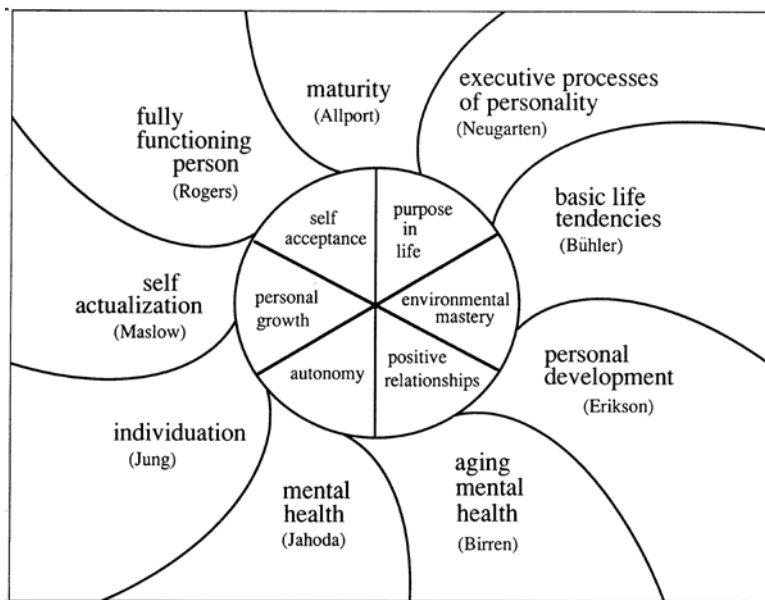 maturity
(Allport)
executive processes
of personality
(Neugarten)
fully
functioning
person
(Rogers)
basic life
tendencies
(Bühler)
self
actualization
(Maslow)
personal
development
(Erikson)
individuation
(Jung)
mental
health
(Jahoda)
aging
mental
health
(Birren)
self
acceptance
purpose
in
life
personal
growth
environmental
mastery
autonomy
positive
relationships